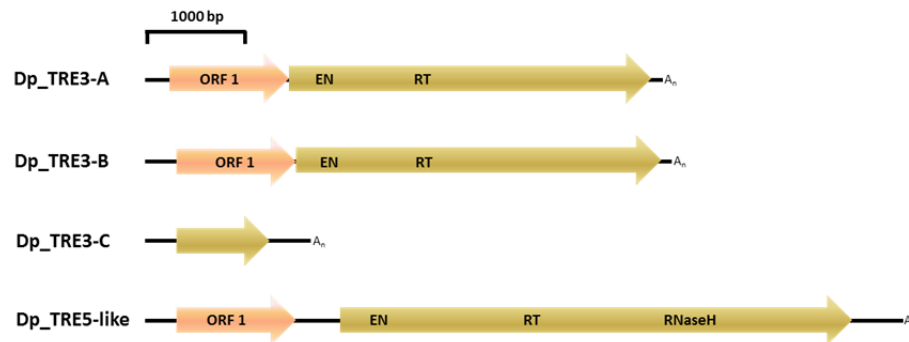 1000 bp
Dp_TRE3-A ORF 1 EN RT An
Dp_TRE3-B ORF 1 EN RT An
Dp_TRE3-C An
Dp_TRE5-like ORF 1 EN RT RNaseH A